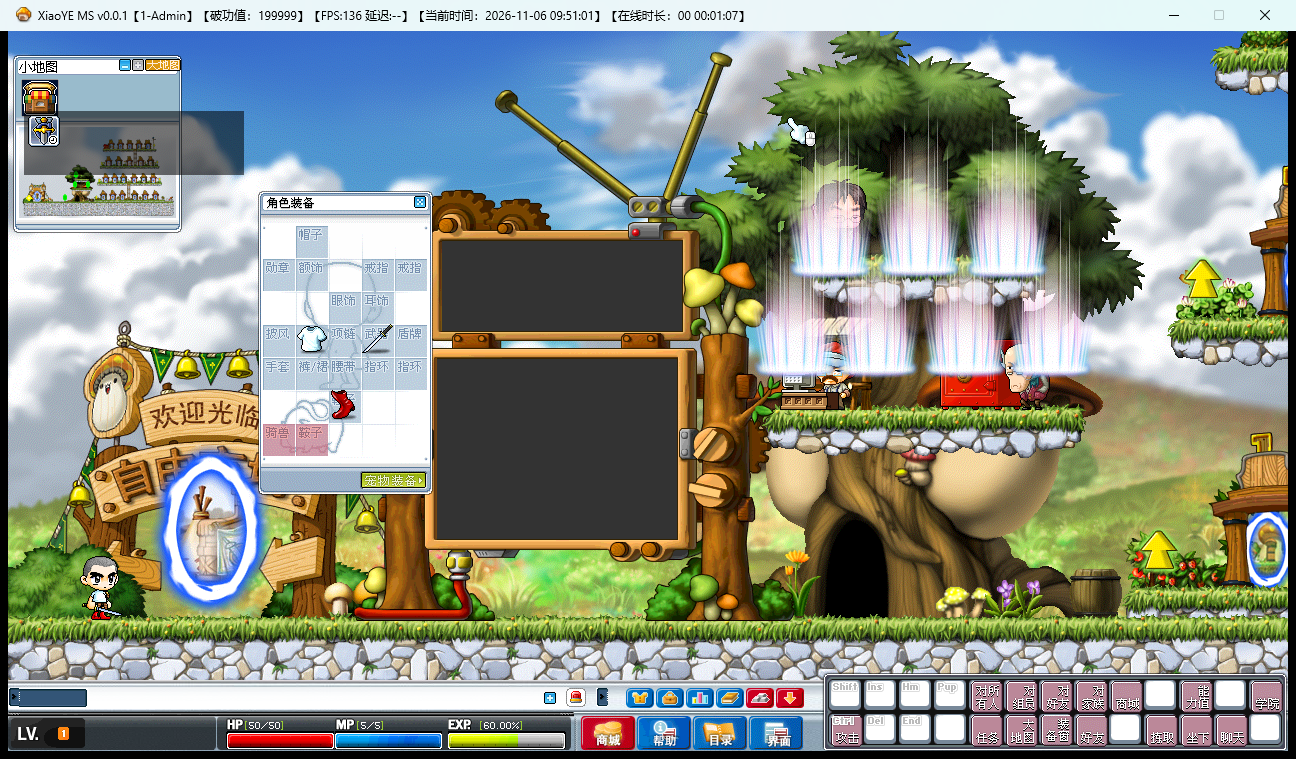 XiaoYE MS v0.0.1【1-Admin】【破功值：199999】【FPS:136 延迟:--】【当前时间：2026-11-06 09:51:01】【在线时长：00 00:01:07】
小地图
大地图
角色装备
帽子
勋章 额饰 戒指 戒指
眼饰 耳饰
披风 项链 武器 盾牌
手套 裤/裙 腰带 指环 指环
骑兽 鞍子
宠物装备
欢迎光临
自由
LV. 1
HP[50/50]
MP[5/5]
EXP. [60.00%]
商城
帮助
目录
界面
Shift Ins Hm Pup 对所有人 对组员 对好友 对家族 商城 能力值 学院
Ctrl 攻击 Del End 任务 大地图 装备窗 好友 拣取 坐下 聊天